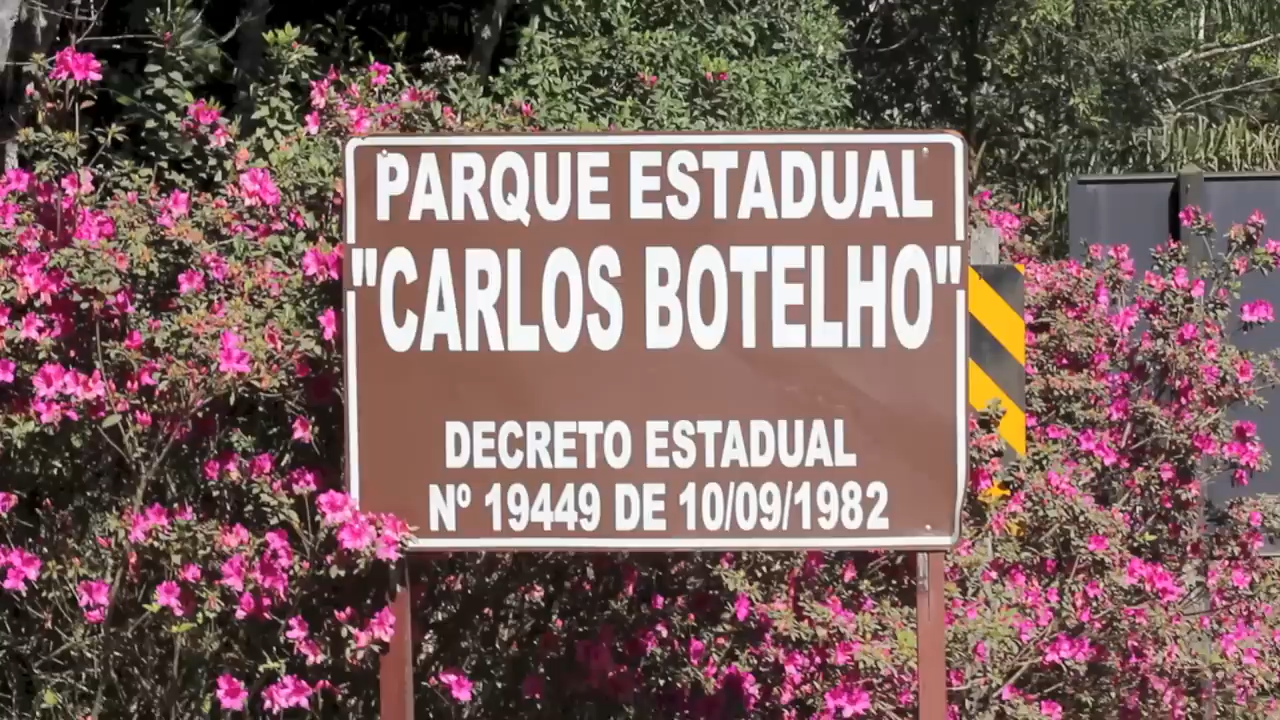 PARQUE ESTADUAL
"CARLOS BOTELHO"
DECRETO ESTADUAL
Nº 19449 DE 10/09/1982